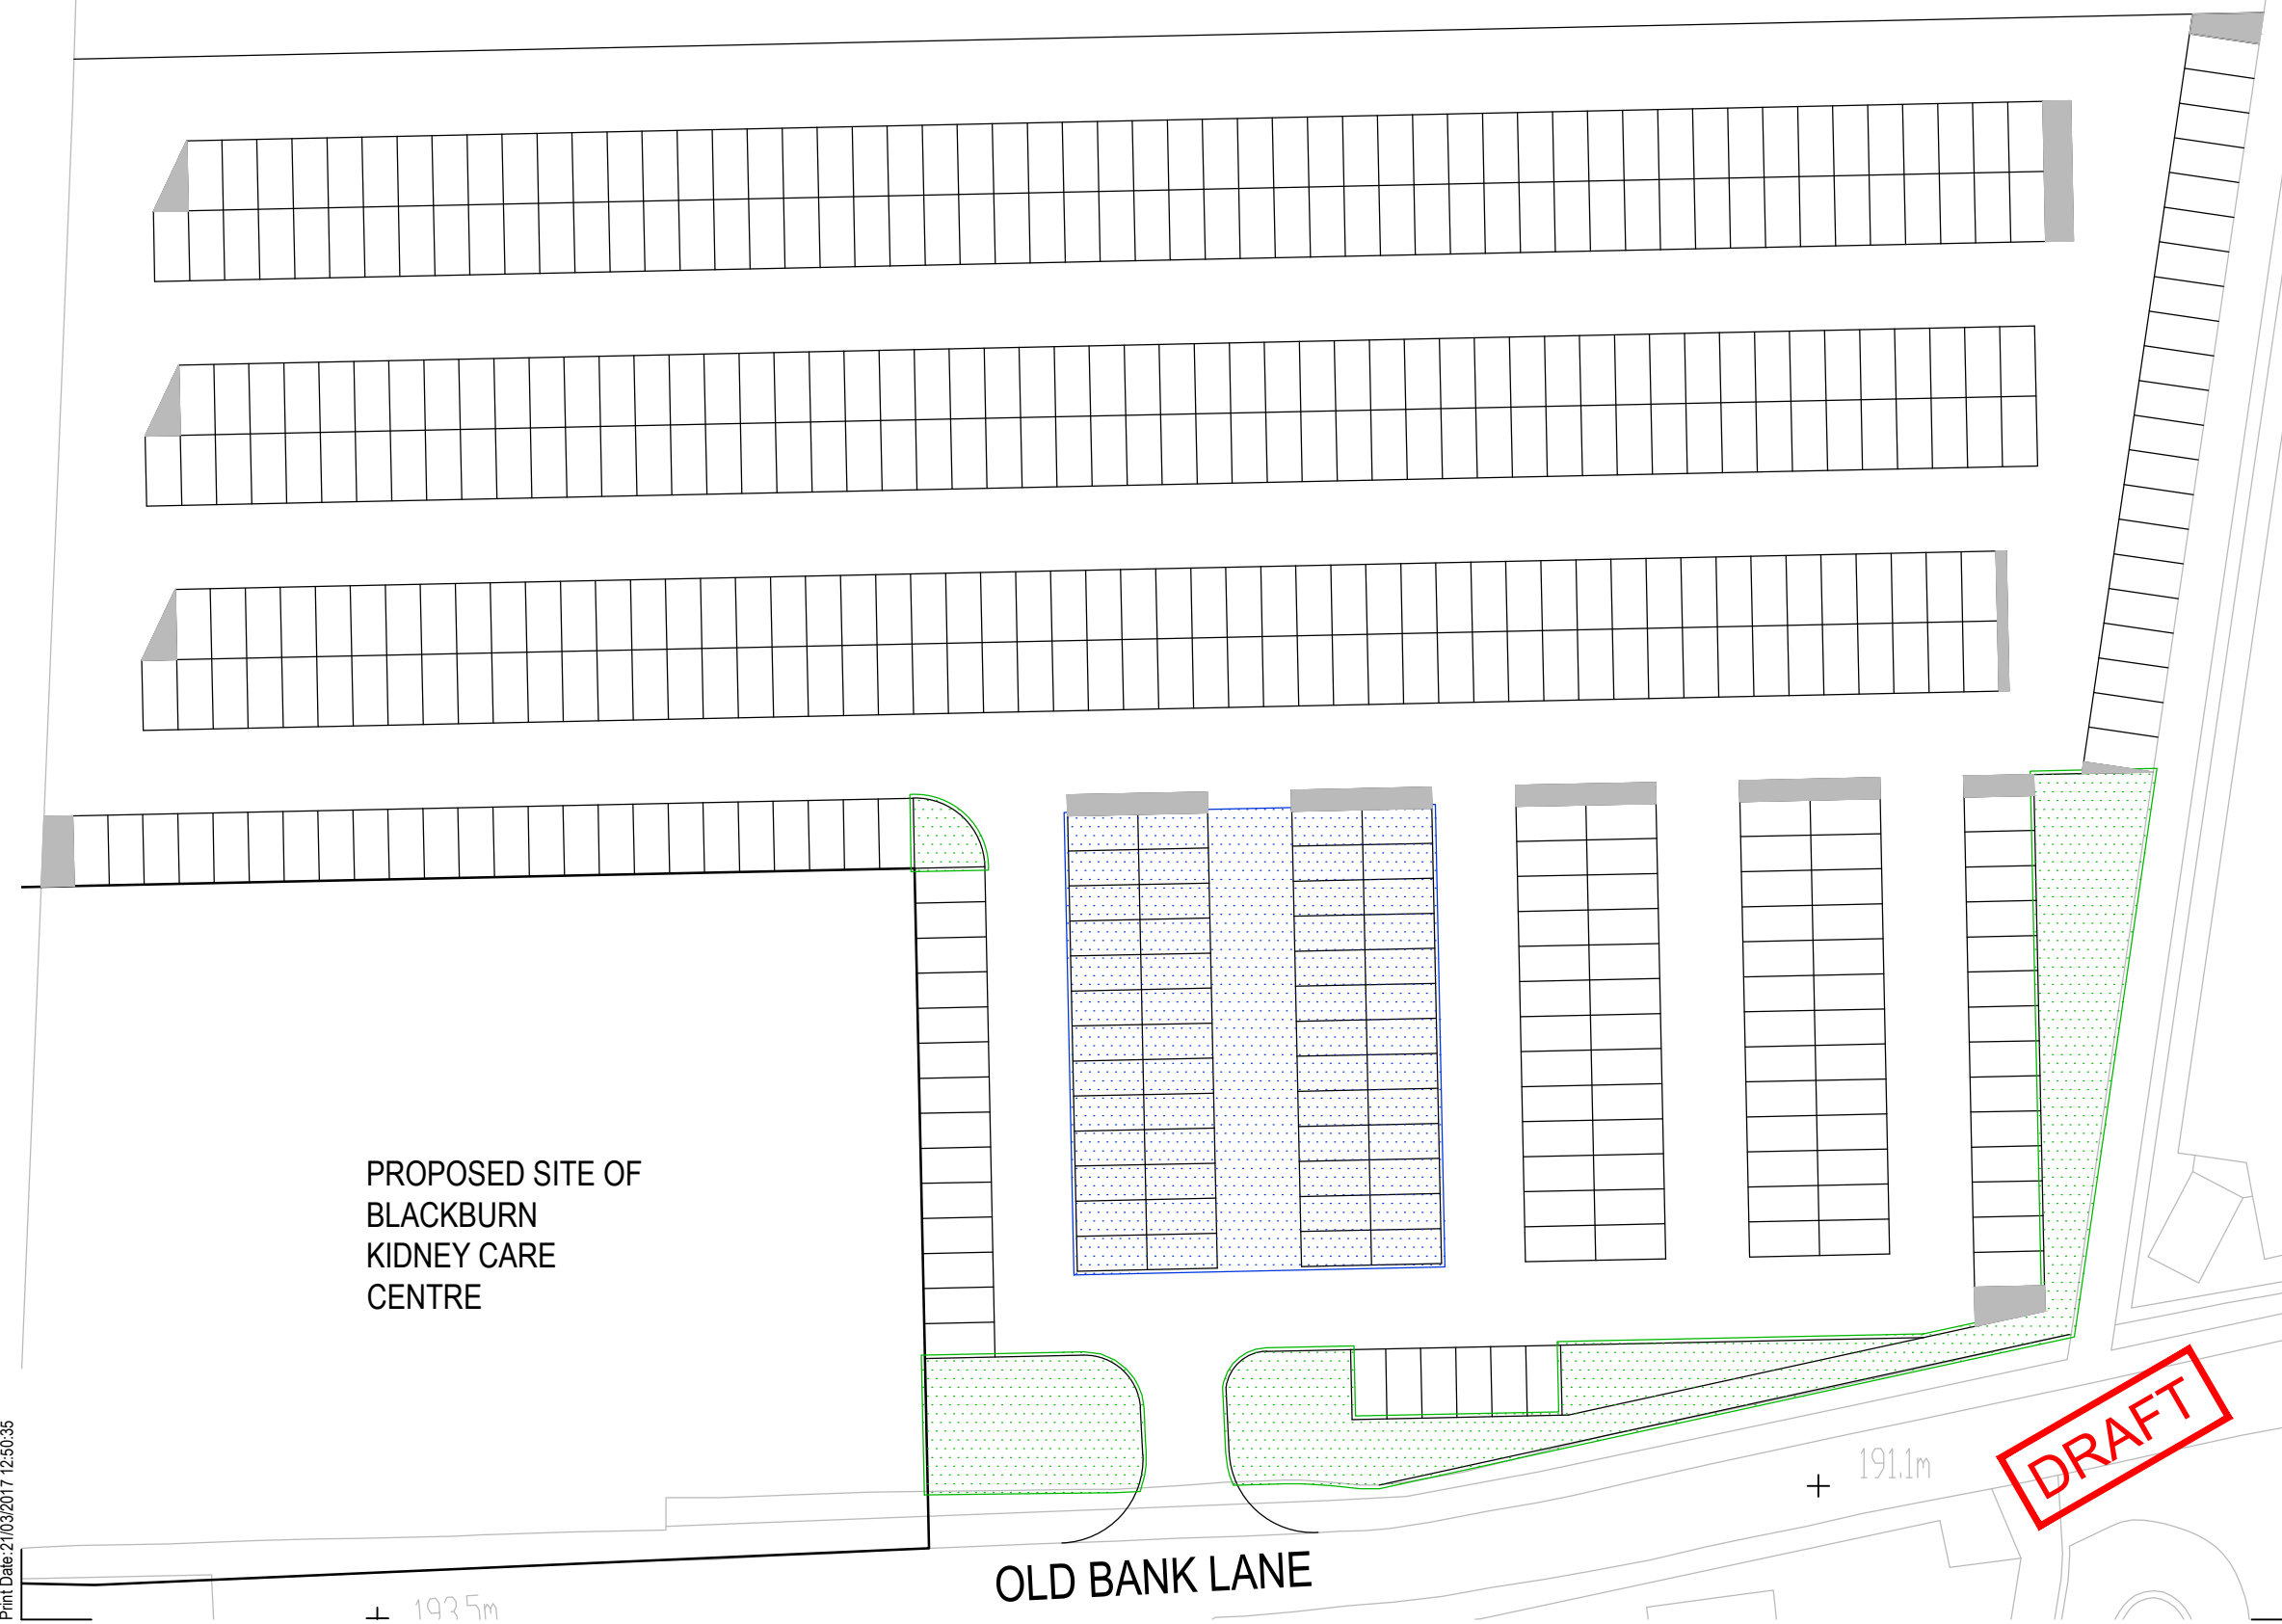 PROPOSED SITE OF
BLACKBURN
KIDNEY CARE
CENTRE
Print Date:21/03/2017 12:50:35
DRAFT
191.1m
OLD BANK LANE
193.5m